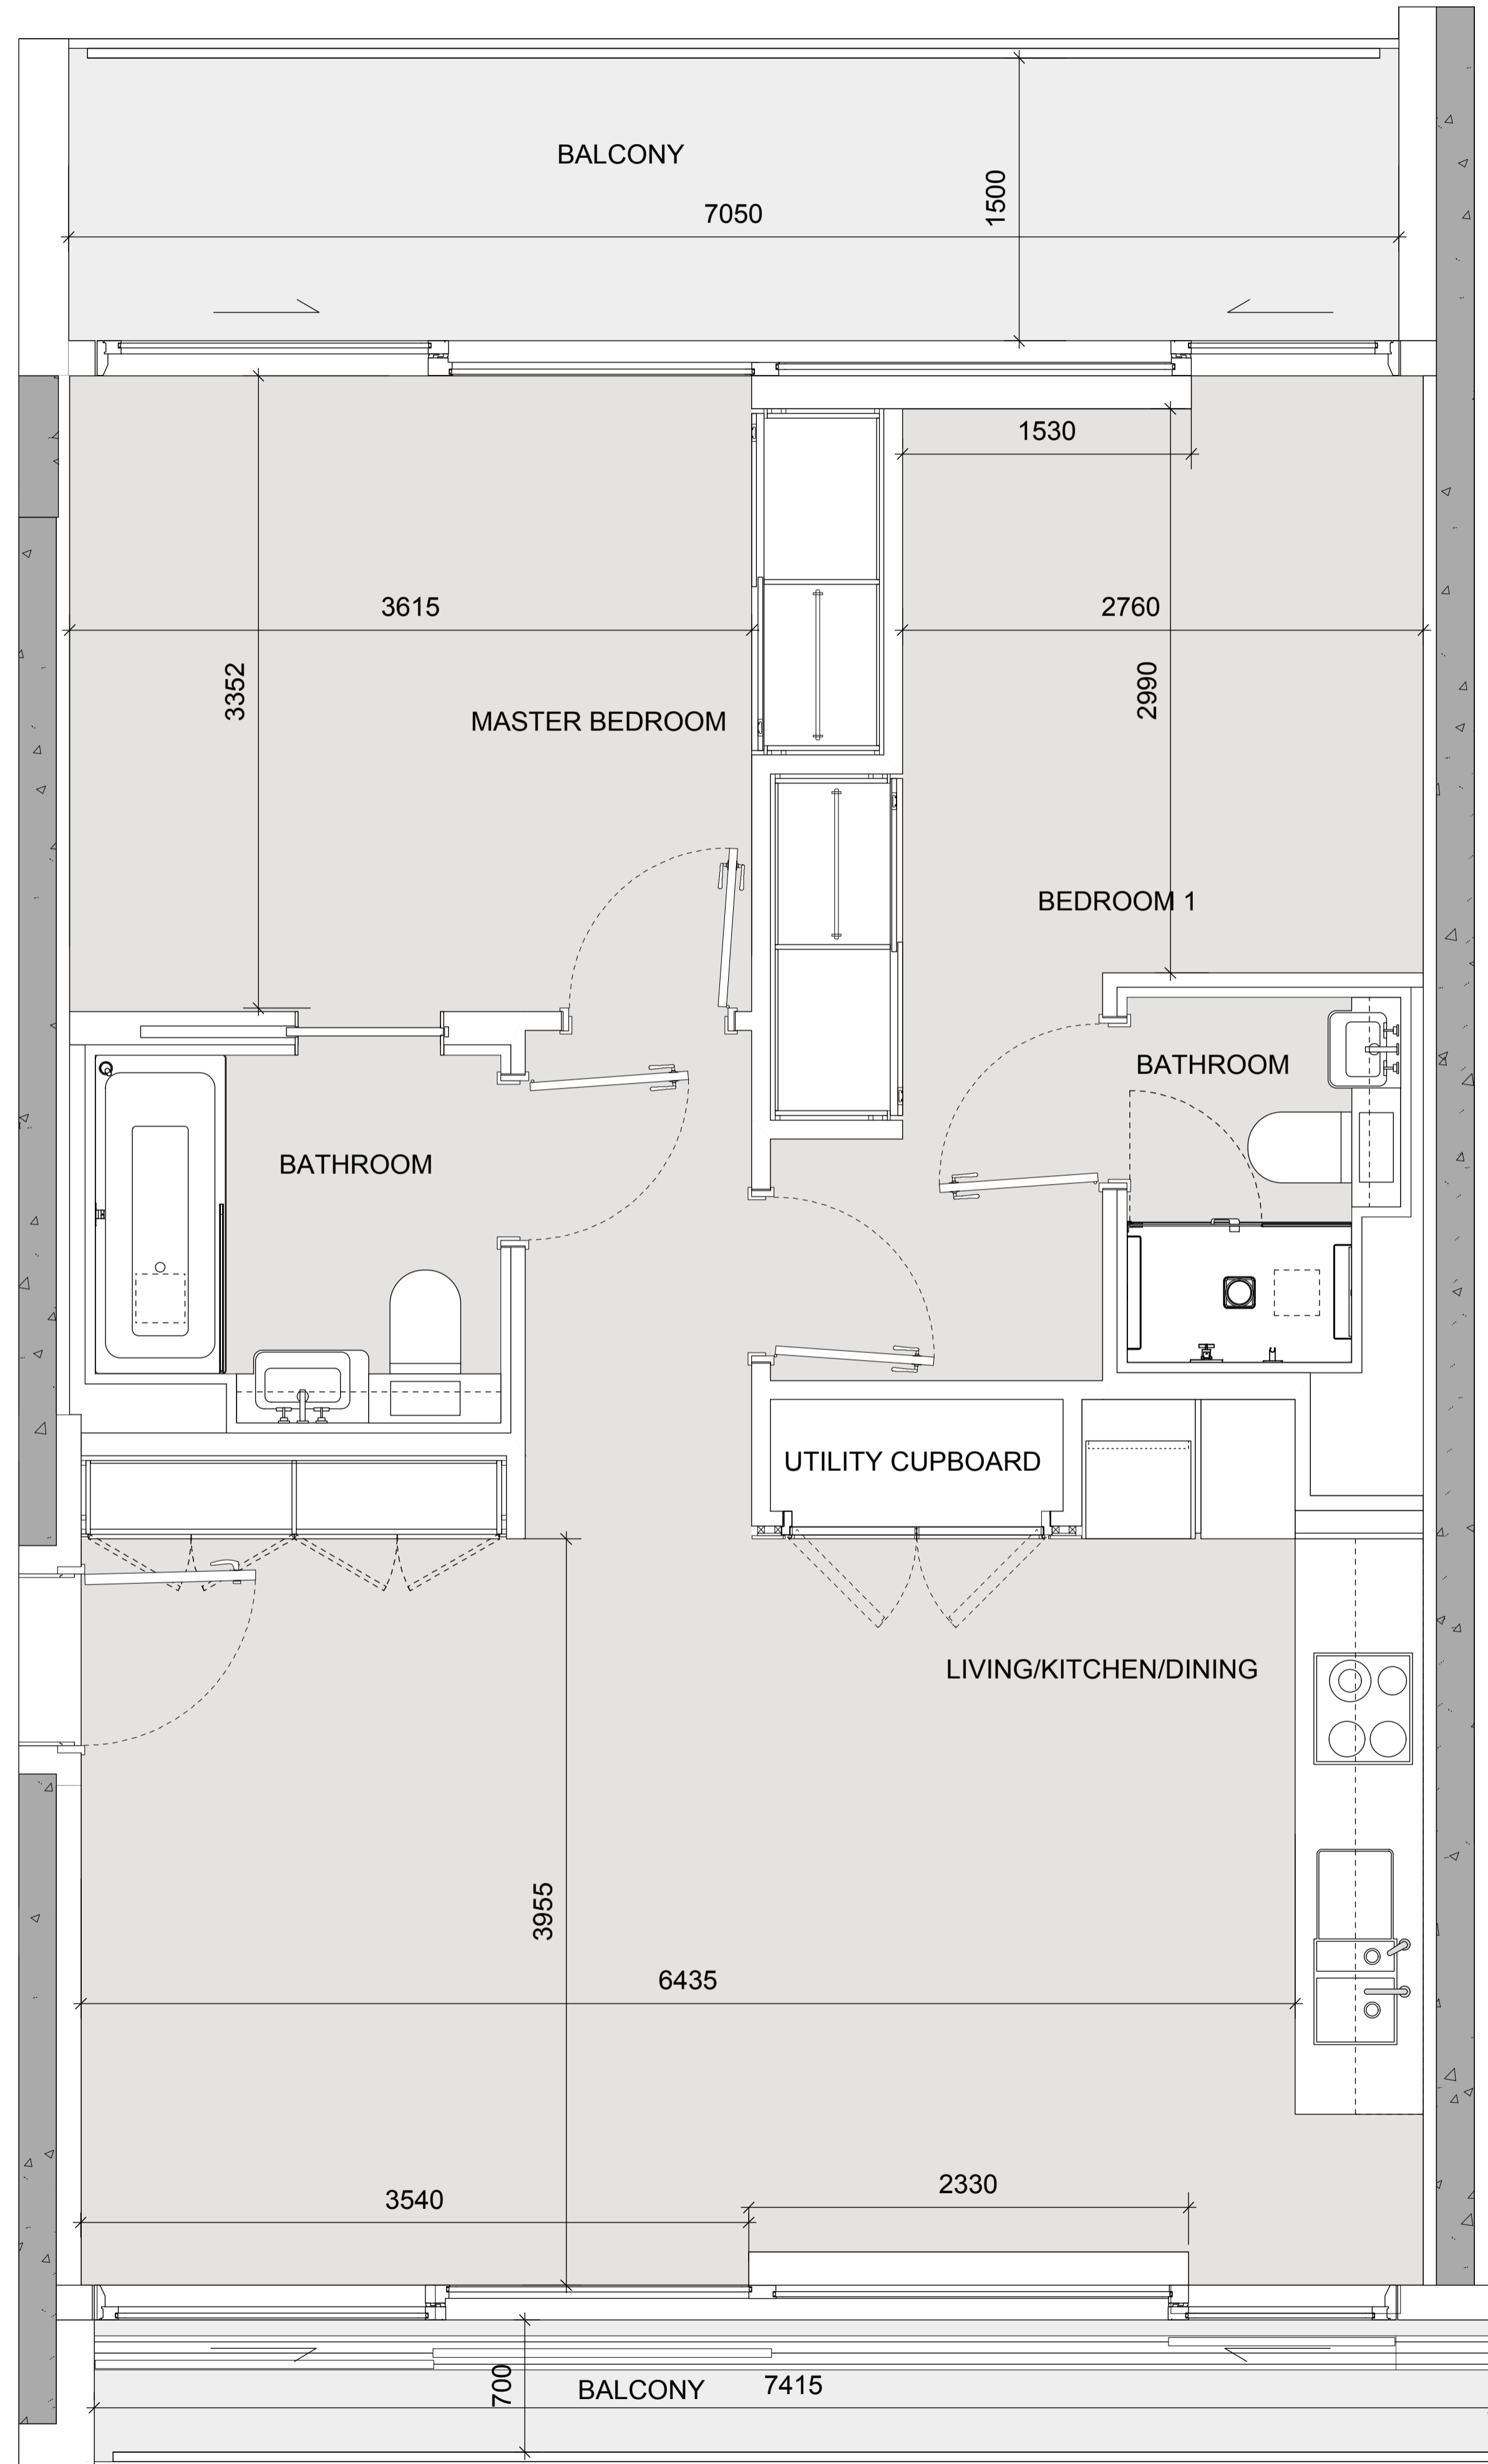 BALCONY
7050
1500
1530
3615
2760
3352
2990
MASTER BEDROOM
BEDROOM 1
BATHROOM
BATHROOM
UTILITY CUPBOARD
LIVING/KITCHEN/DINING
3955
6435
3540
2330
700
BALCONY
7415